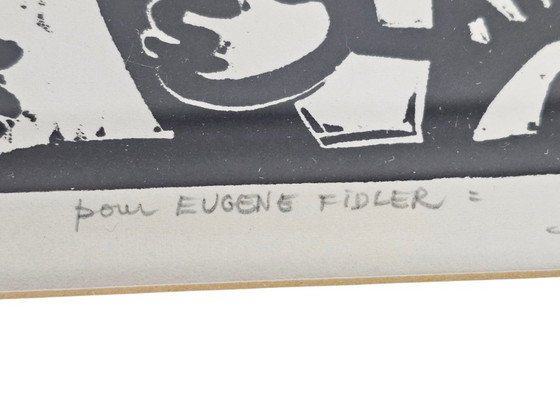 pour EUGENE FiDLER =